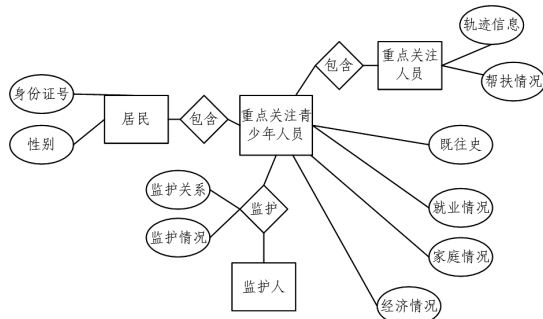 轨迹信息
包含
重点关注
人员
帮扶情况
身份证号
居民
包含
重点关注青
少年人员
性别
既往史
监护关系
监护
就业情况
监护情况
家庭情况
监护人
经济情况